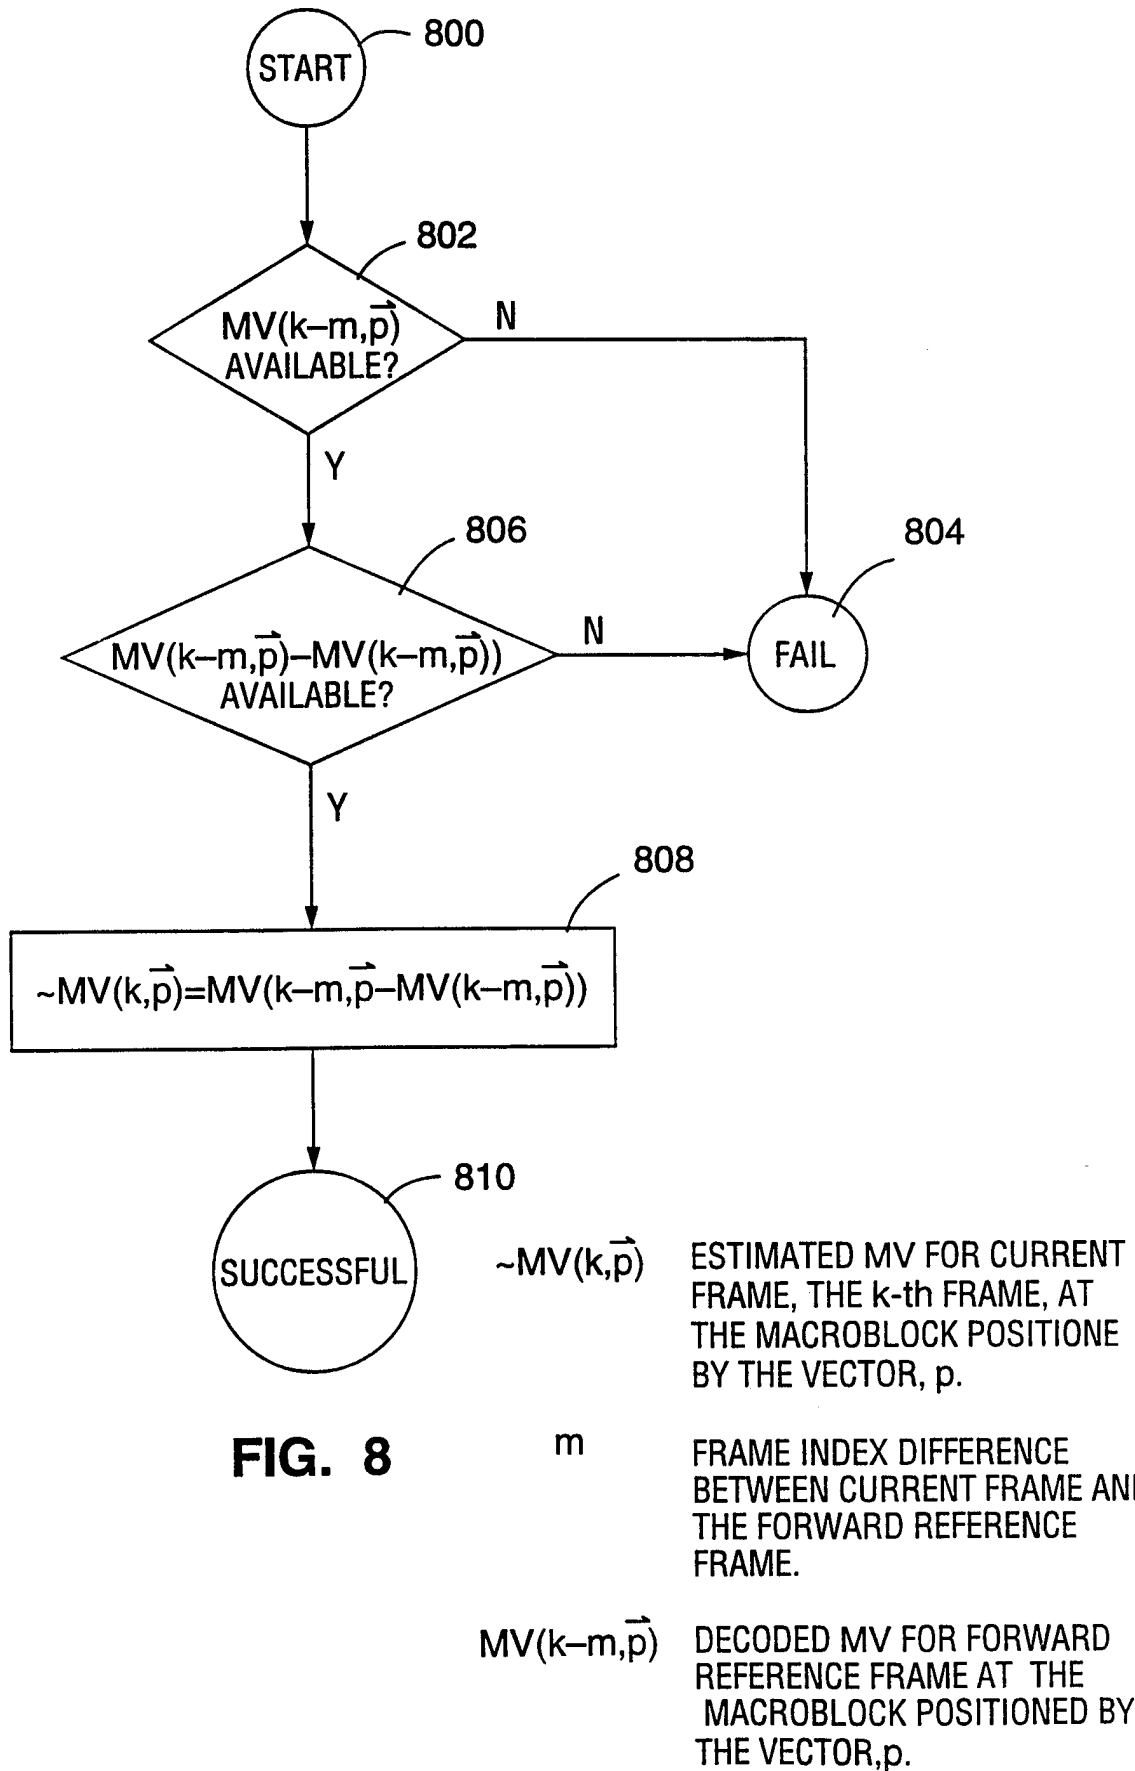 800
START
802
MV(k–m,p⃗)
AVAILABLE?
N
Y
806
804
MV(k–m,p⃗)–MV(k–m,p⃗))
AVAILABLE?
N
FAIL
Y
808
~MV(k,p⃗)=MV(k–m,p⃗–MV(k–m,p⃗))
810
SUCCESSFUL
~MV(k,p⃗) ESTIMATED MV FOR CURRENT
FRAME, THE k-th FRAME, AT
THE MACROBLOCK POSITIONE
BY THE VECTOR, p.
FIG. 8
m FRAME INDEX DIFFERENCE
BETWEEN CURRENT FRAME AN
THE FORWARD REFERENCE
FRAME.
MV(k–m,p⃗) DECODED MV FOR FORWARD
REFERENCE FRAME AT THE
MACROBLOCK POSITIONED BY
THE VECTOR,p.